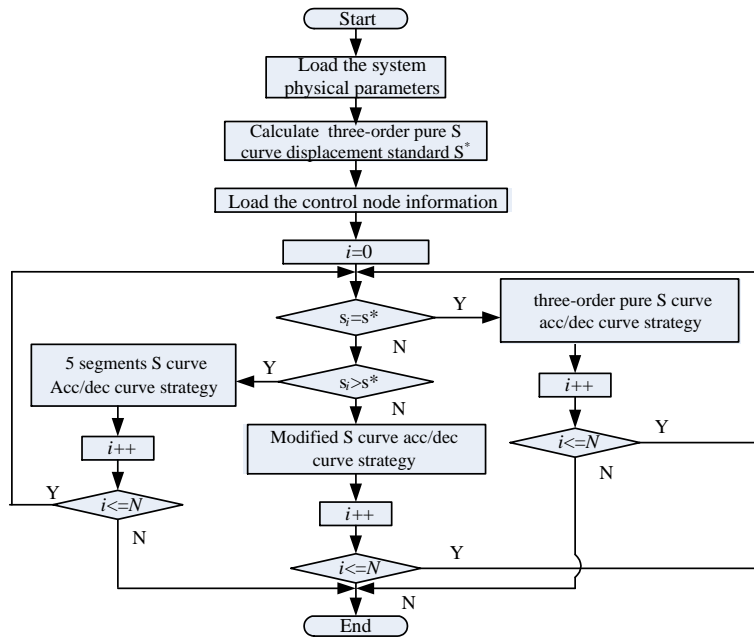 Start
Load the system
physical parameters
Calculate three-order pure S
curve displacement standard S*
Load the control node information
i=0
si=s*
Y
N
three-order pure S curve
acc/dec curve strategy
i++
i<=N
Y
N
si>s*
Y
N
5 segments S curve
Acc/dec curve strategy
i++
i<=N
Y
N
Modified S curve acc/dec
curve strategy
i++
i<=N
Y
N
End